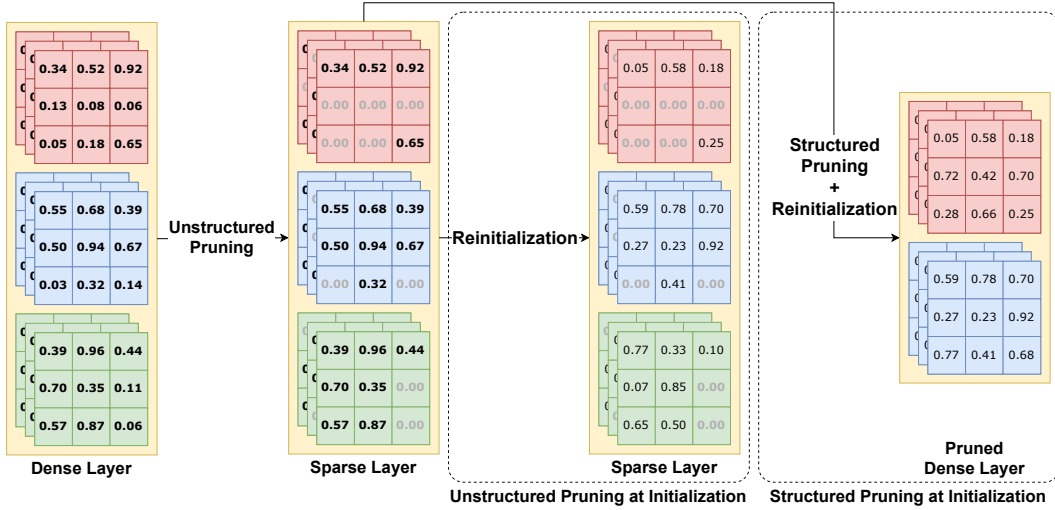 0.34 0.52 0.92
0.13 0.08 0.06
0.05 0.18 0.65
0.55 0.68 0.39
0.50 0.94 0.67
0.03 0.32 0.14
0.39 0.96 0.44
0.70 0.35 0.11
0.57 0.87 0.06
Dense Layer
Unstructured
Pruning
0.34 0.52 0.92
0.00 0.00 0.00
0.00 0.00 0.65
0.55 0.68 0.39
0.50 0.94 0.67
0.00 0.32 0.00
0.39 0.96 0.44
0.70 0.35 0.00
0.57 0.87 0.00
Sparse Layer
Reinitialization
0.05 0.58 0.18
0.00 0.00 0.00
0.00 0.00 0.25
0.59 0.78 0.70
0.27 0.23 0.92
0.00 0.41 0.00
0.77 0.33 0.10
0.07 0.85 0.00
0.65 0.50 0.00
Sparse Layer
Unstructured Pruning at Initialization
Structured
Pruning
+
Reinitialization
0.05 0.58 0.18
0.72 0.42 0.70
0.28 0.66 0.25
0.59 0.78 0.70
0.27 0.23 0.92
0.77 0.41 0.68
Pruned
Dense Layer
Structured Pruning at Initialization